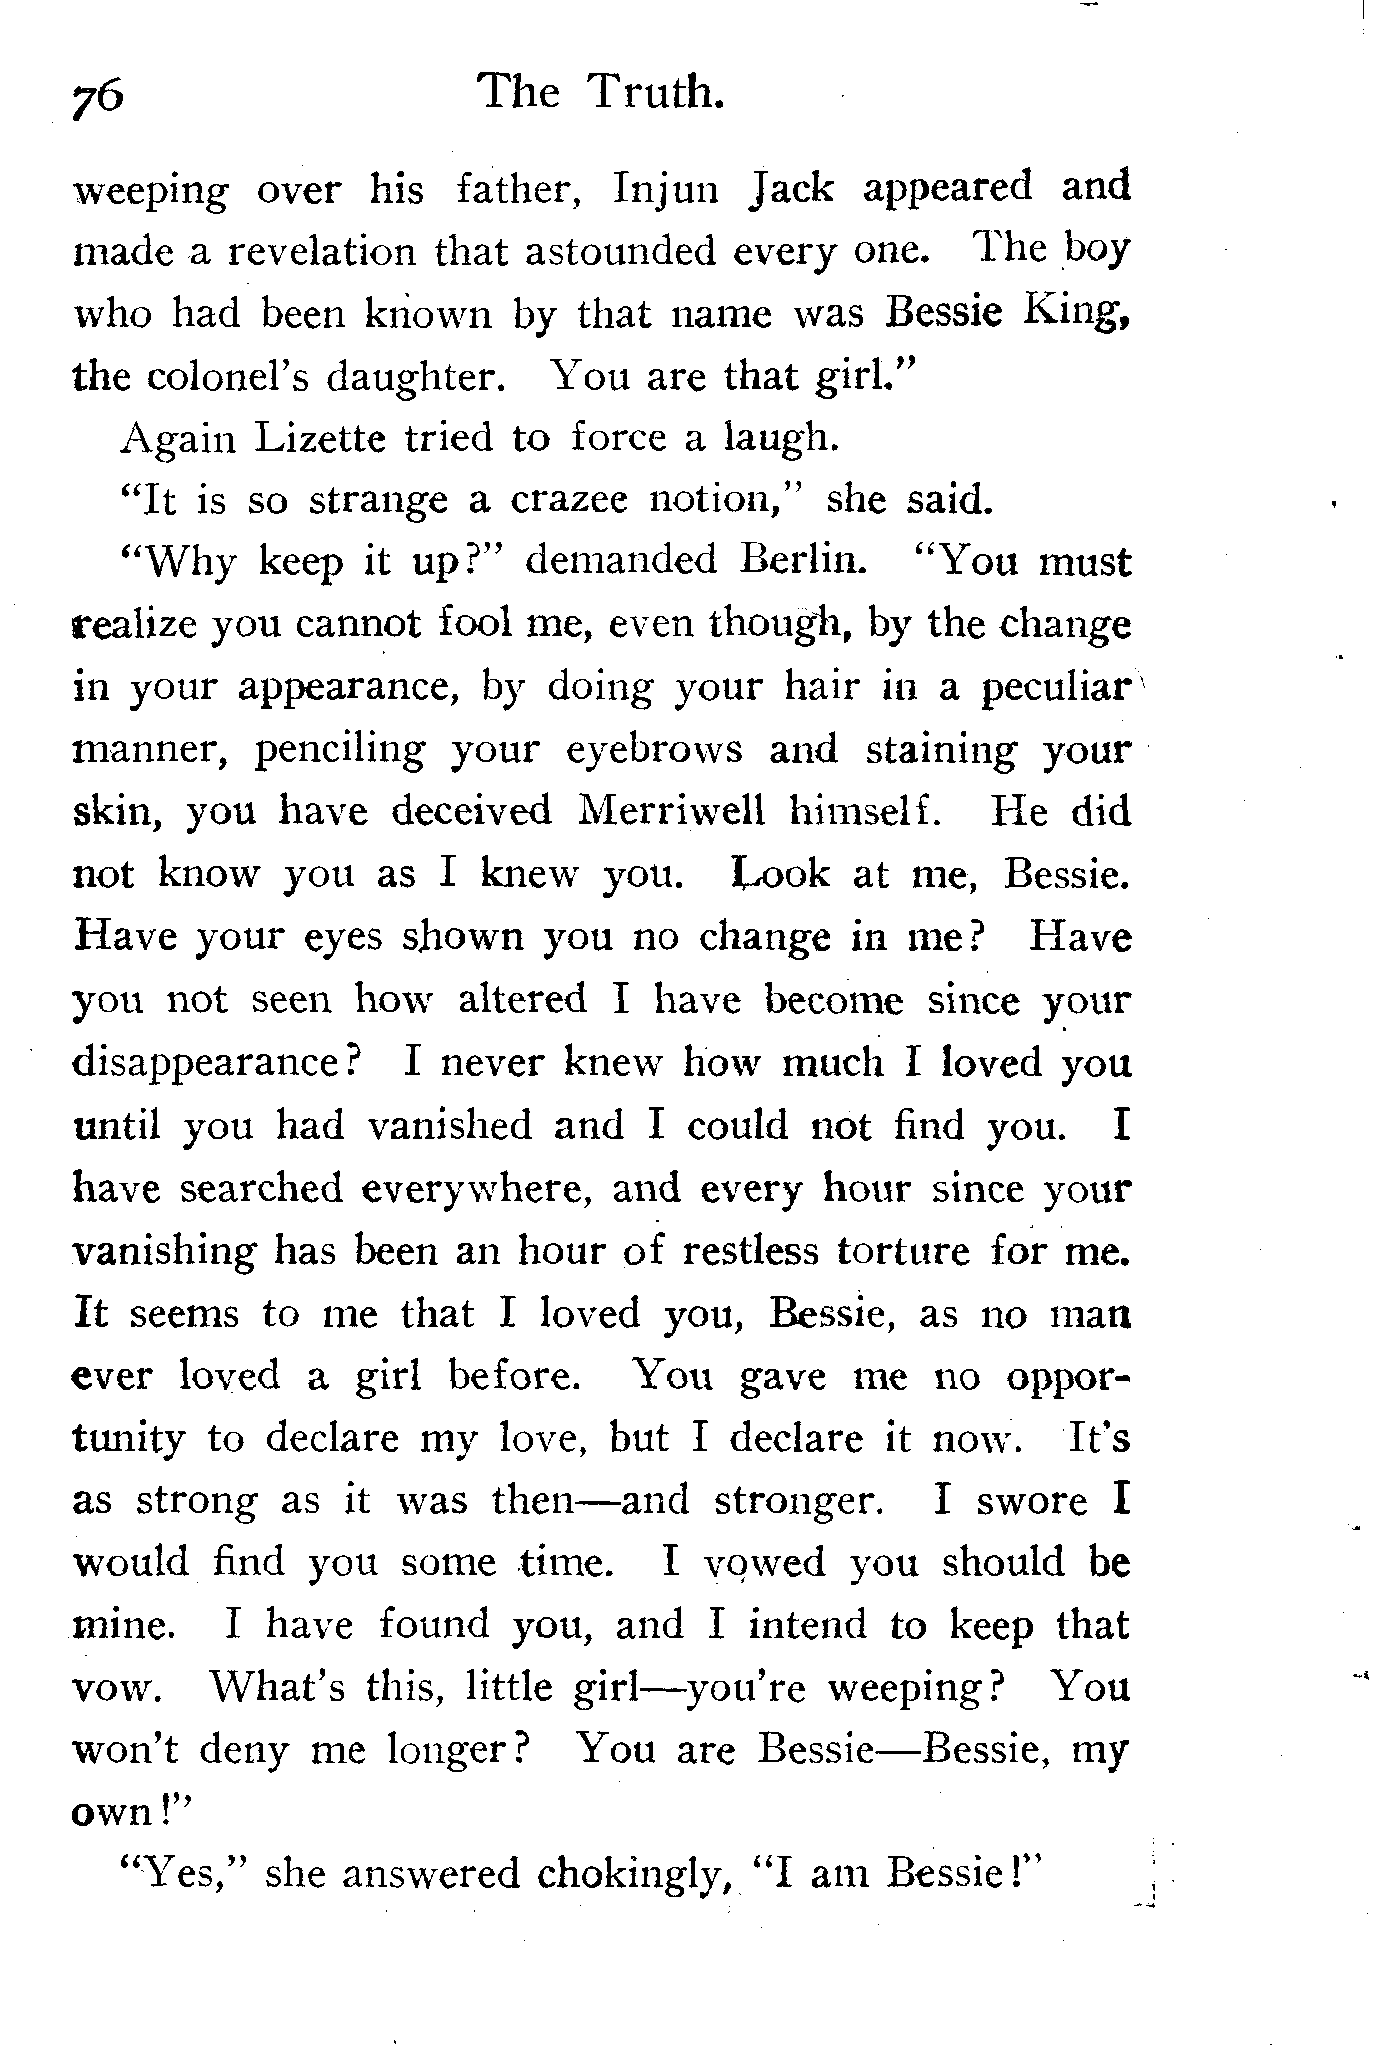 76 The Truth.
weeping over his father, Injun Jack appeared and
made a revelation that astounded every one. The boy
who had been known by that name was Bessie King,
the colonel's daughter. You are that girl."
Again Lizette tried to force a laugh.
"It is so strange a crazee notion," she said.
"Why keep it up?" demanded Berlin. "You must
realize you cannot fool me, even though, by the change
in your appearance, by doing your hair in a peculiar
manner, penciling your eyebrows and staining your
skin, you have deceived Merriwell himself. He did
not know you as I knew you. Look at me, Bessie.
Have your eyes shown you no change in me? Have
you not seen how altered I have become since your
disappearance? I never knew how much I loved you
until you had vanished and I could not find you. I
have searched everywhere, and every hour since your
vanishing has been an hour of restless torture for me.
It seems to me that I loved you, Bessie, as no man
ever loved a girl before. You gave me no oppor-
tunity to declare my love, but I declare it now. It's
as strong as it was then—and stronger. I swore I
would find you some time. I vowed you should be
mine. I have found you, and I intend to keep that
vow. What's this, little girl—you're weeping? You
won't deny me longer? You are Bessie—Bessie, my
own!"
"Yes," she answered chokingly, "I am Bessie!"